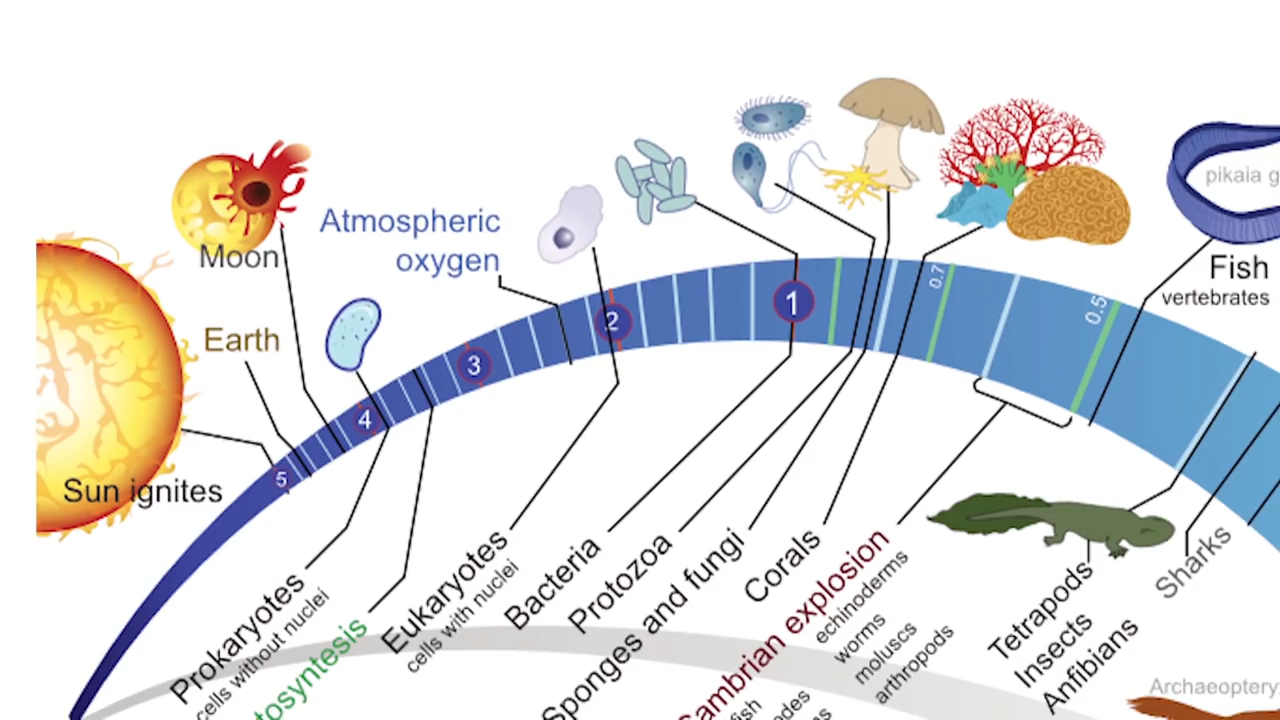 Moon
Atmospheric
oxygen
Earth
Sun ignites
5
4
3
2
1
0.7
0.5
pikaia g
Fish
vertebrates
Prokaryotes
cells without nuclei
tosyntesis
Eukaryotes
cells with nuclei
Bacteria
Protozoa
Sponges and fungi
Corals
Cambrian explosion
echinoderms
worms
moluscs
arthropods
fish
Tetrapods
Insects
Anfibians
Sharks
Archaeoptery